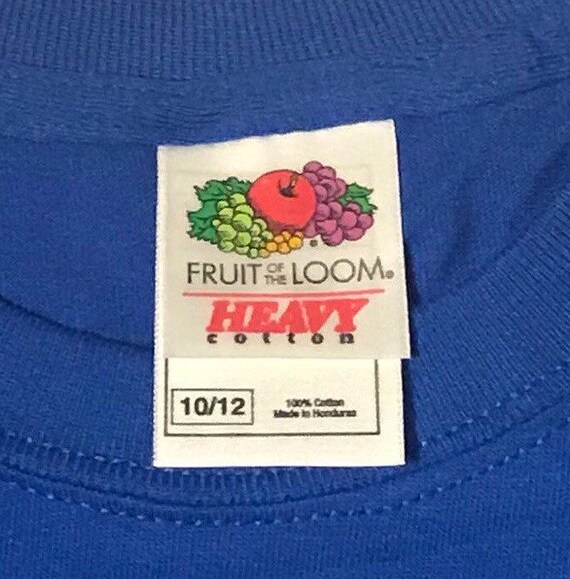 FRUIT OF THE LOOM®
HEAVY
cotton
10/12
100% Cotton
Made in Honduras